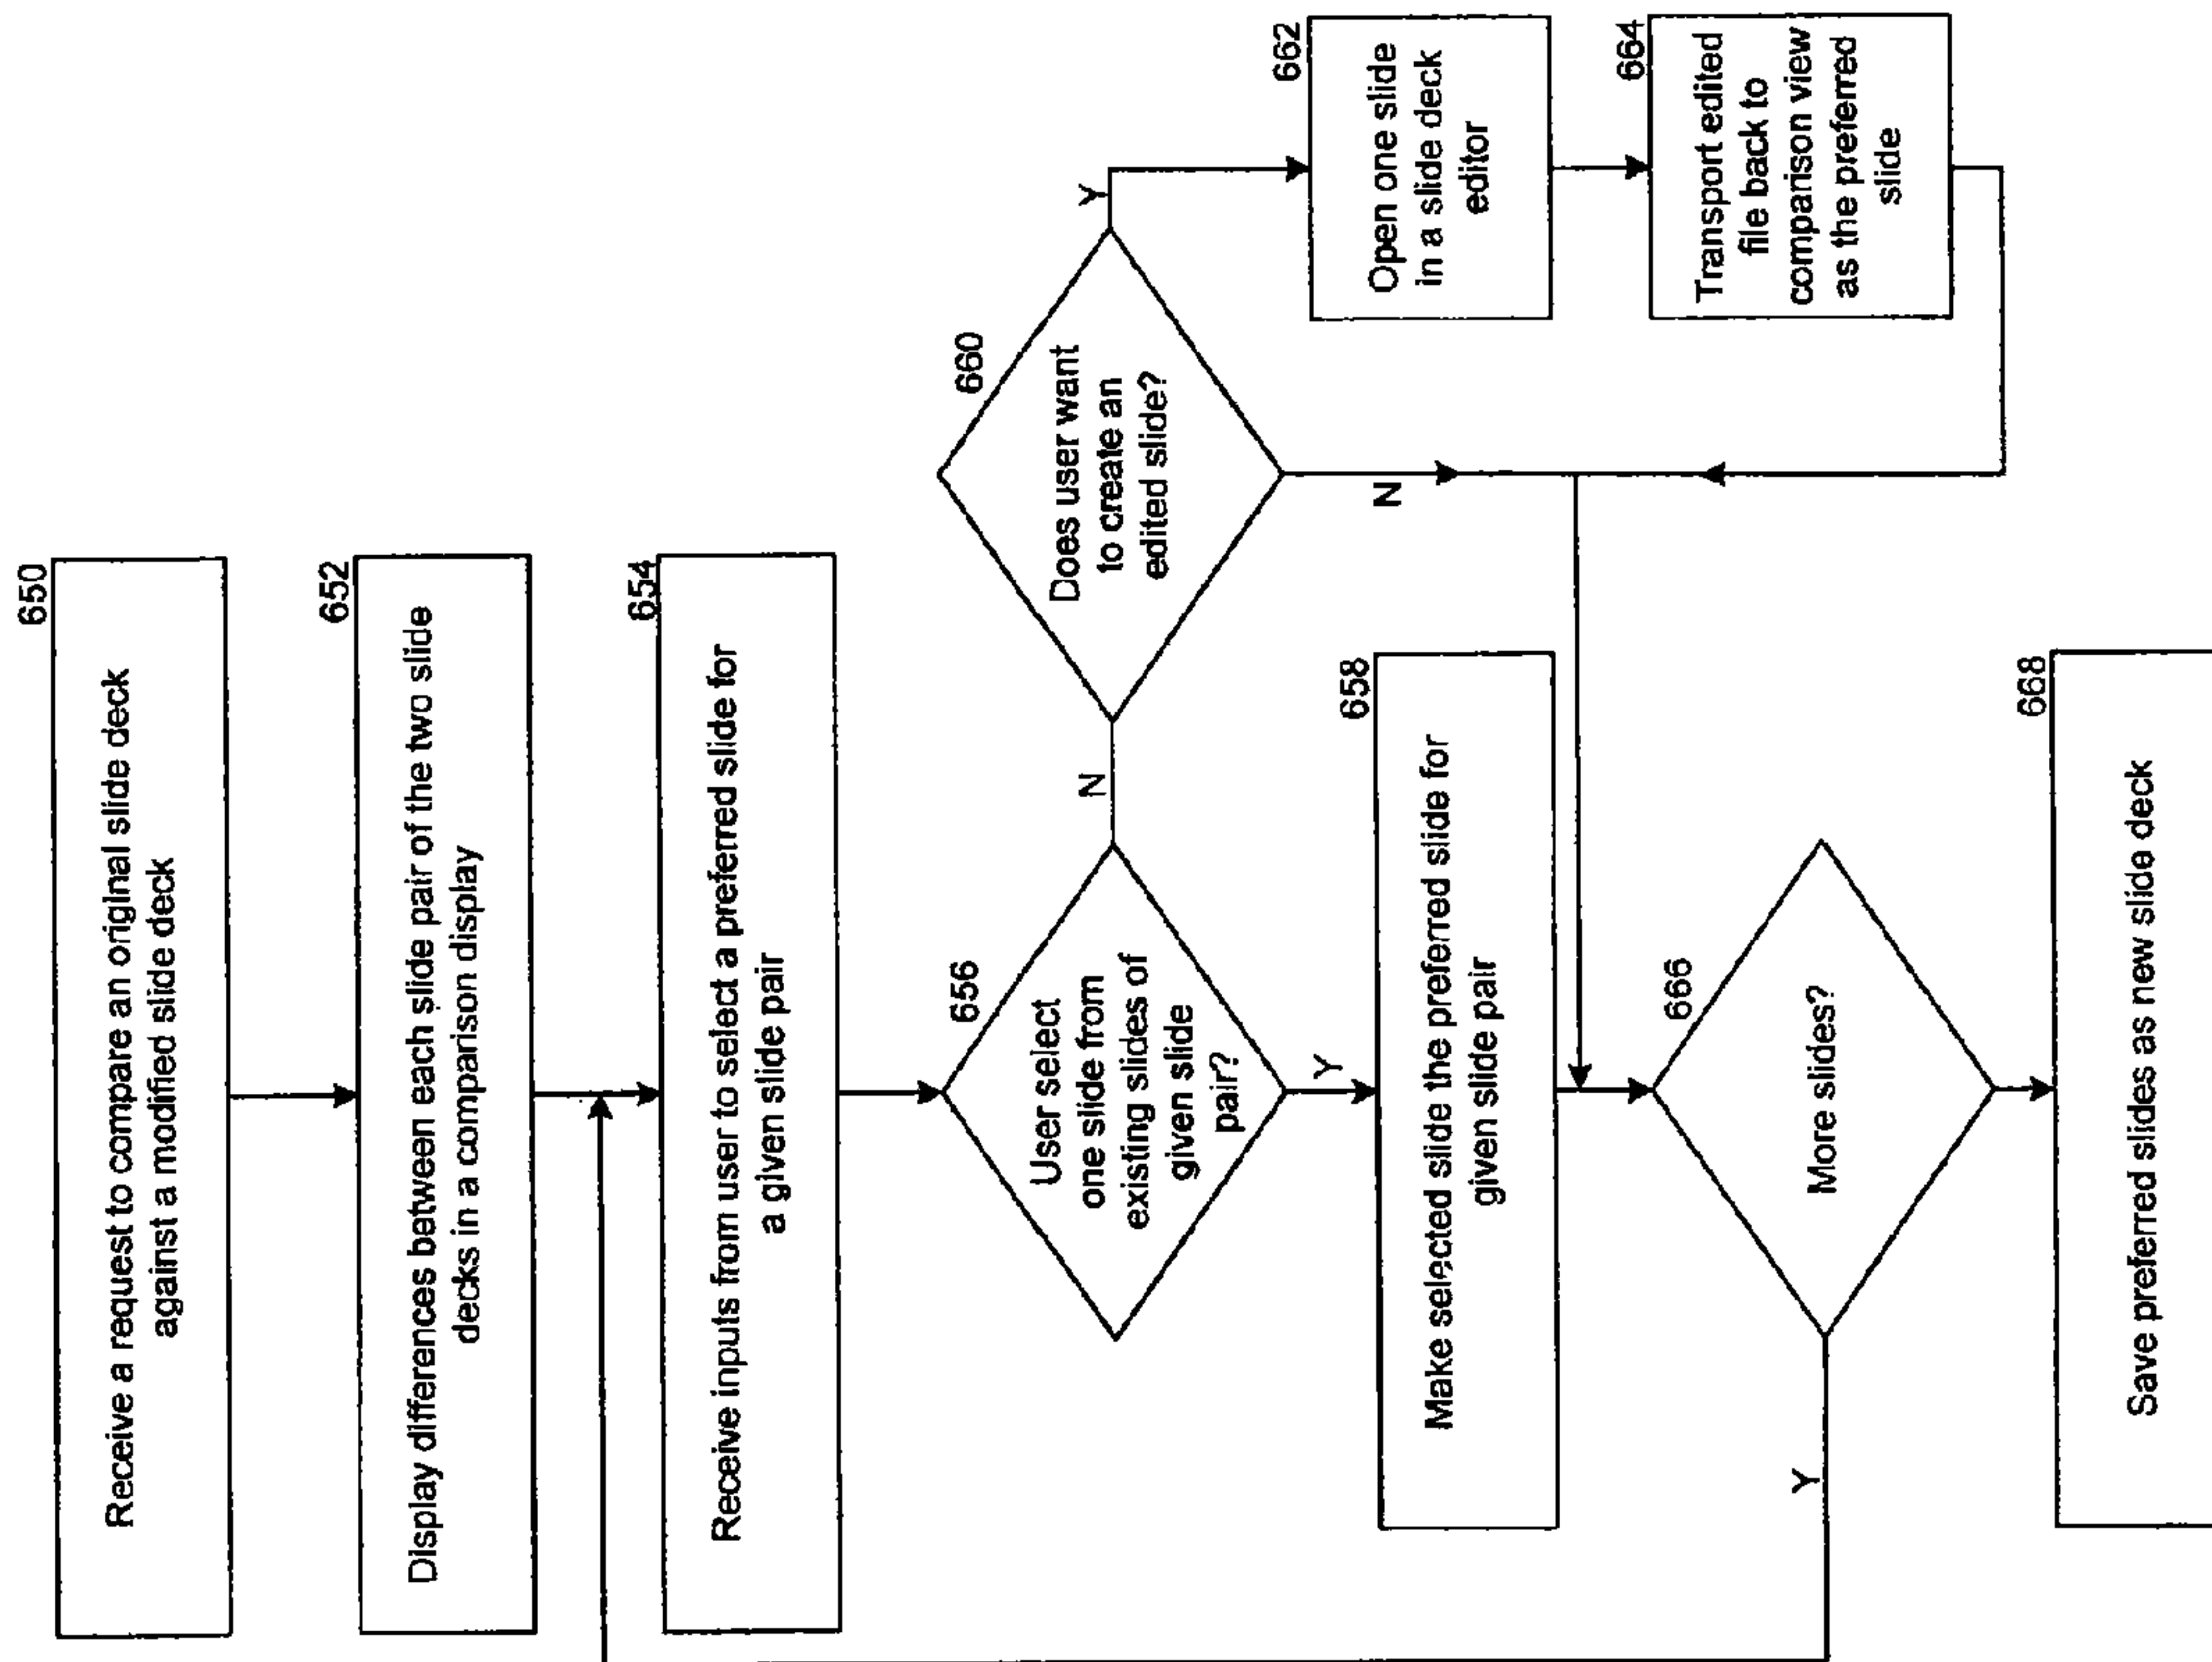 650
Receive a request to compare an original slide deck
against a modified slide deck
652
Display differences between each slide pair of the two slide
decks in a comparison display
654
Receive inputs from user to select a preferred slide for
a given slide pair
656
User select
one slide from
existing slides of
given slide
pair?
N
Y
660
Does user want
to create an
edited slide?
Y
N
662
Open one slide
in a slide deck
editor
664
Transport edited
file back to
comparison view
as the preferred
slide
658
Make selected slide the preferred slide for
given slide pair
666
More slides?
Y
668
Save preferred slides as new slide deck